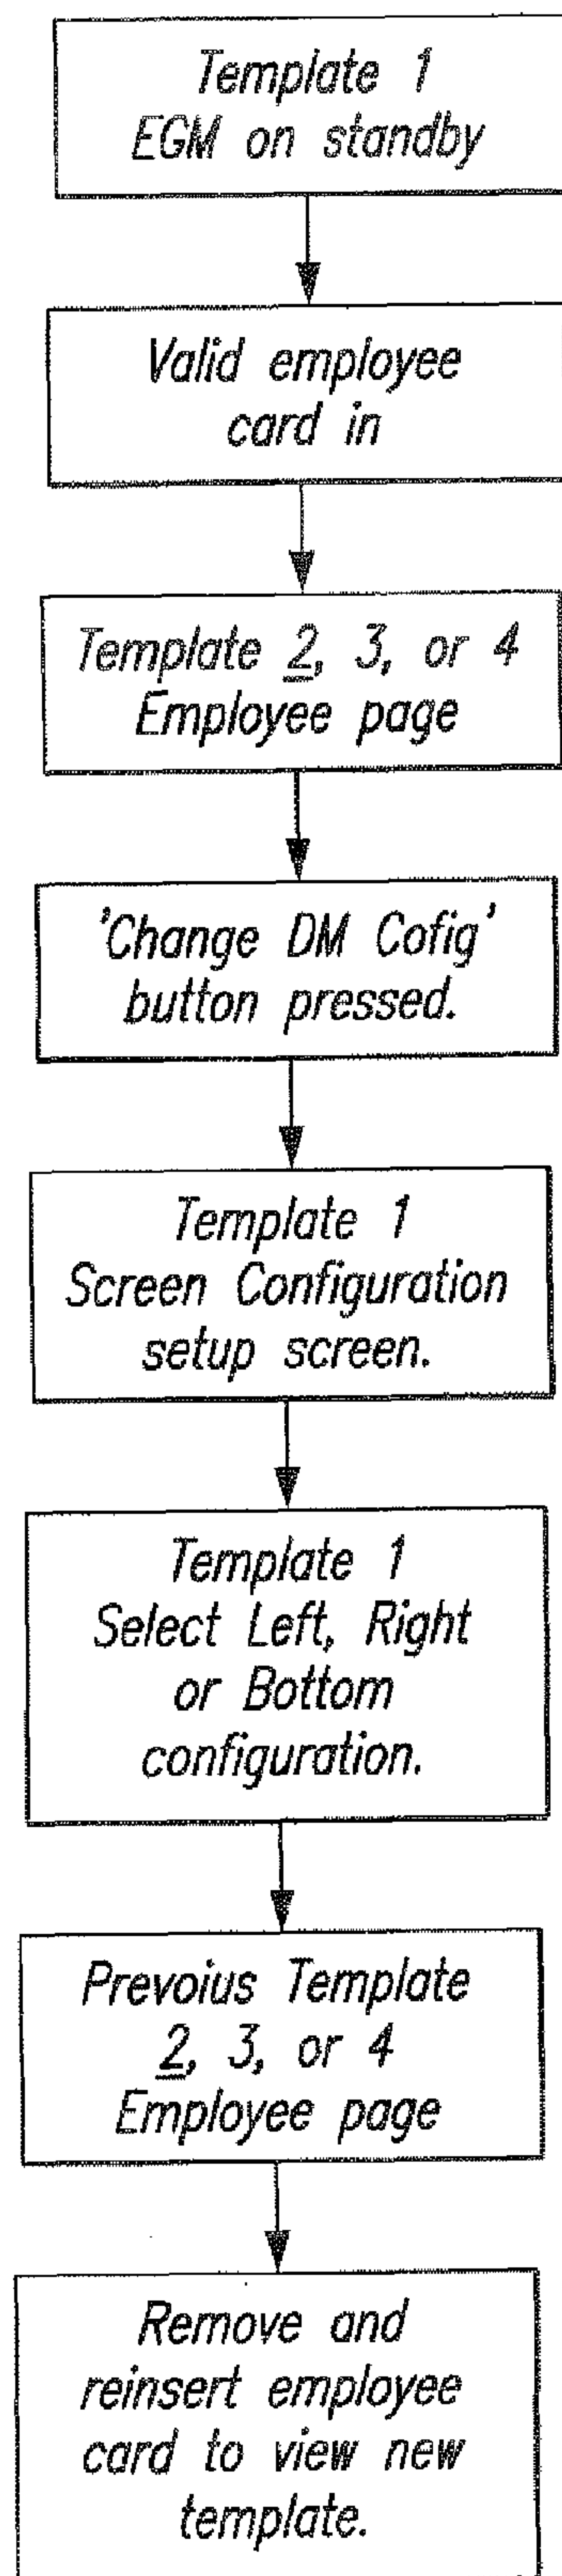 Template 1
EGM on standby
Valid employee
card in
Template 2, 3, or 4
Employee page
'Change DM Cofig'
button pressed.
Template 1
Screen Configuration
setup screen.
Template 1
Select Left, Right
or Bottom
configuration.
Prevoius Template
2, 3, or 4
Employee page
Remove and
reinsert employee
card to view new
template.